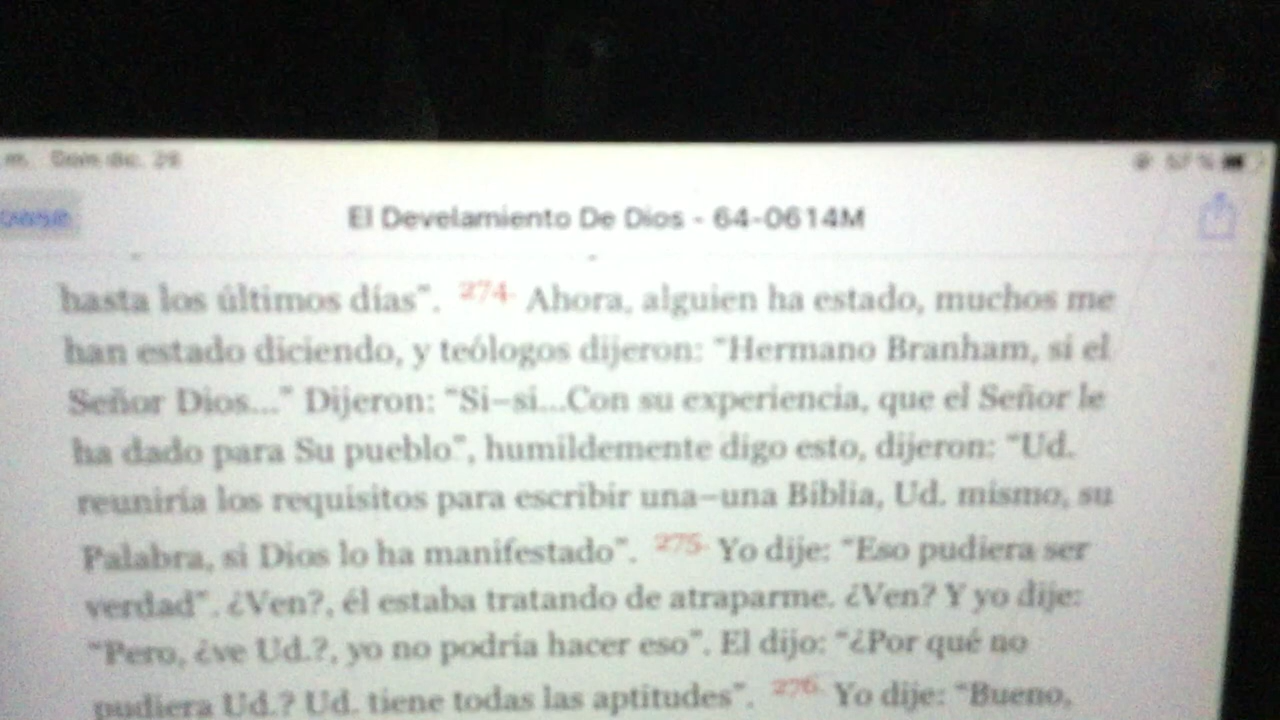 m. Dom dic. 28
57 %
El Develamiento De Dios - 64-0614M
hasta los últimos días”. 274 Ahora, alguien ha estado, muchos me
han estado diciendo, y teólogos dijeron: “Hermano Branham, si el
Señor Dios...” Dijeron: “Si–si...Con su experiencia, que el Señor le
ha dado para Su pueblo”, humildemente digo esto, dijeron: “Ud.
reuniría los requisitos para escribir una–una Biblia, Ud. mismo, su
Palabra, si Dios lo ha manifestado”. 275 Yo dije: “Eso pudiera ser
verdad”. ¿Ven?, él estaba tratando de atraparme. ¿Ven? Y yo dije:
“Pero, ¿ve Ud.?, yo no podría hacer eso”. El dijo: “¿Por qué no
pudiera Ud.? Ud. tiene todas las aptitudes”. 276 Yo dije: “Bueno,